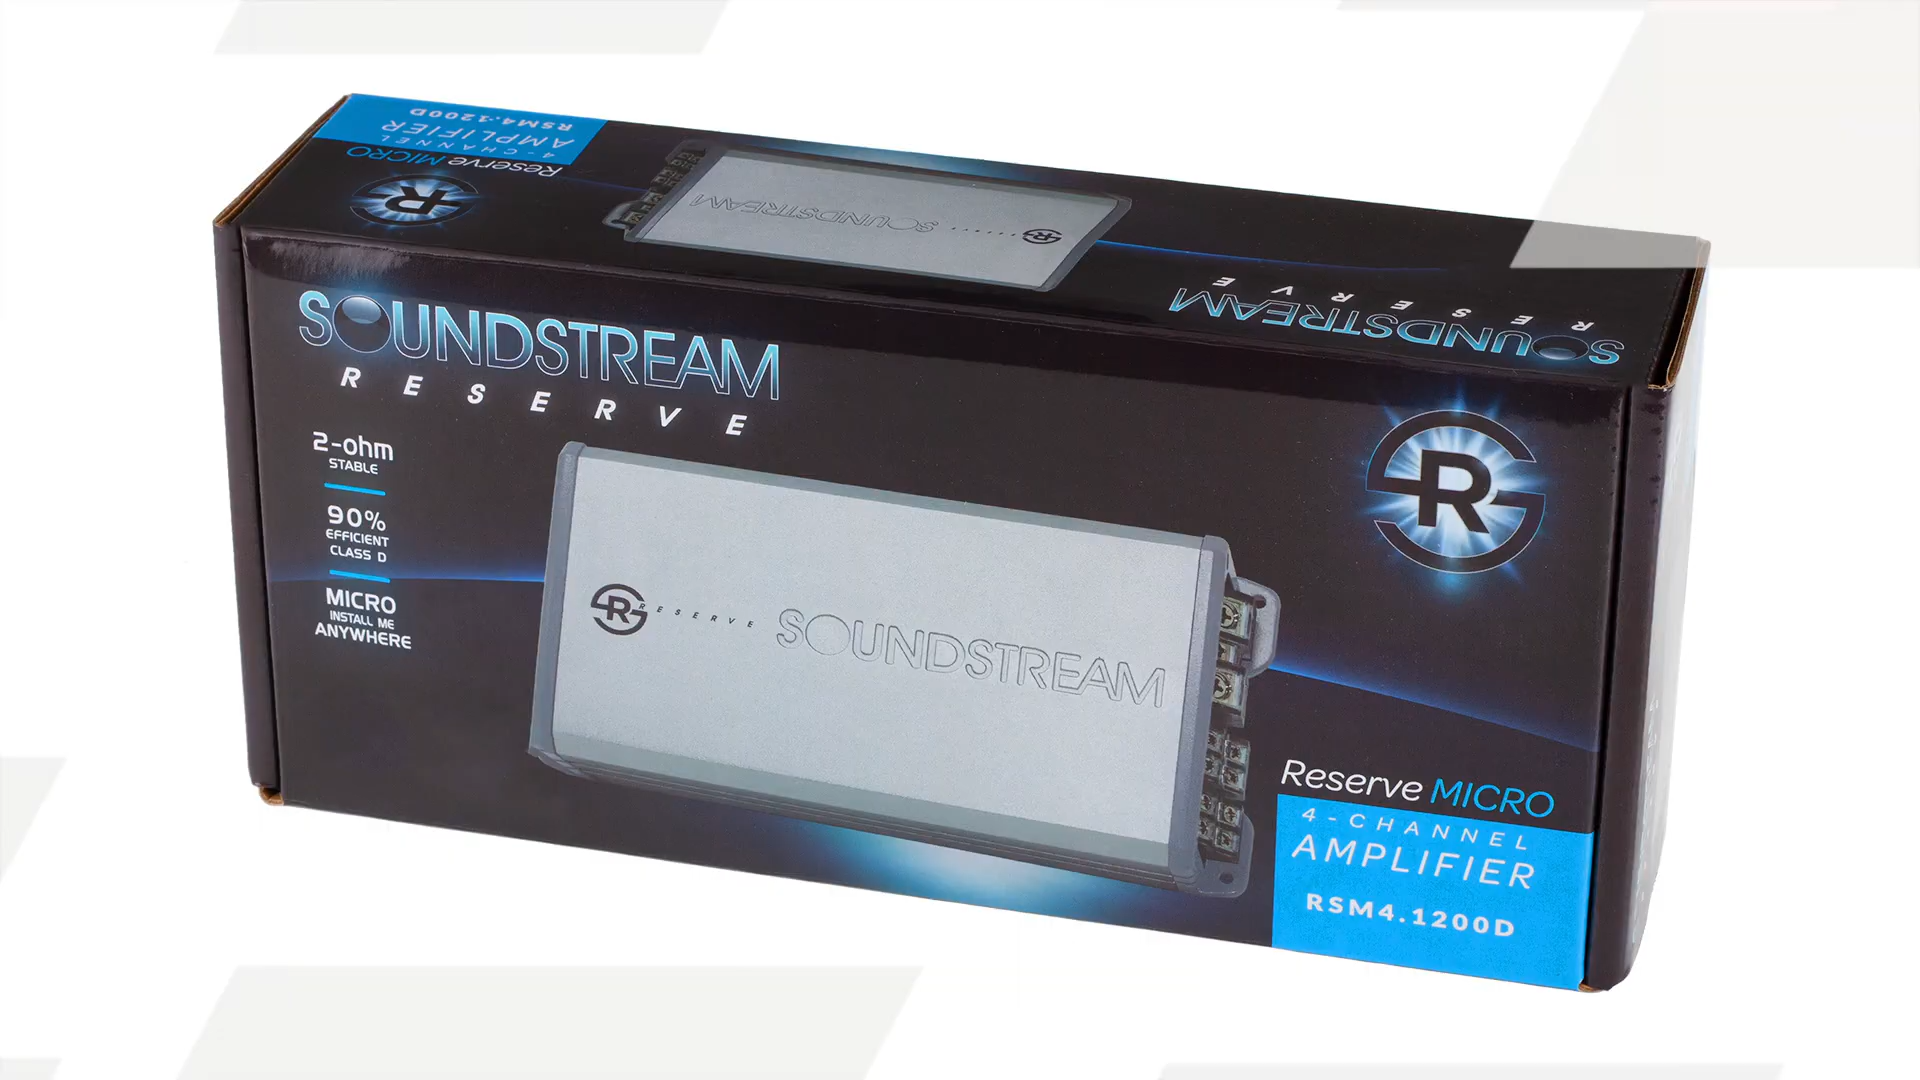 RSM4.1200D
AMPLIFIER
4-CHANNEL
Reserve MICRO
R
SOUNDSTREAM
RESERVE
R
RESERVE
SOUNDSTREAM
SOUNDSTREAM
RESERVE
2-ohm
STABLE
90%
EFFICIENT
CLASS D
MICRO
INSTALL ME
ANYWHERE
R
R RESERVE SOUNDSTREAM
Reserve MICRO
4-CHANNEL
AMPLIFIER
RSM4.1200D